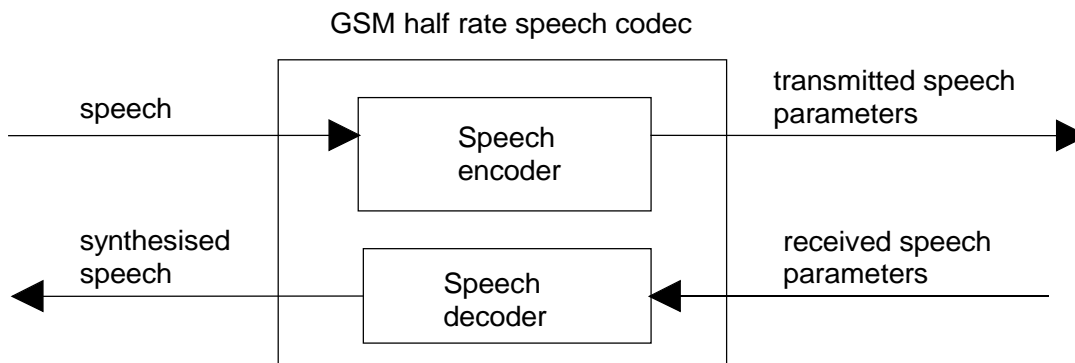 GSM half rate speech codec
speech
Speech
encoder
transmitted speech
parameters
synthesised
speech
Speech
decoder
received speech
parameters